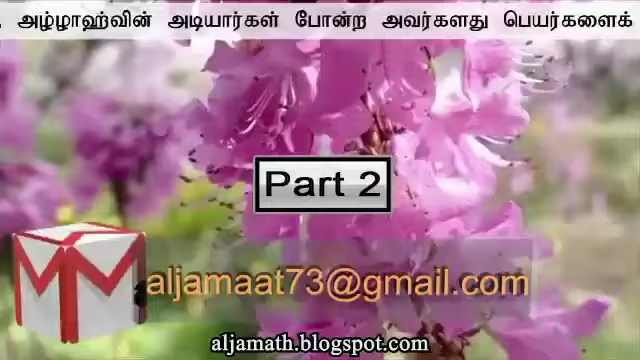 . அழ்ழாஹ்வின் அடியார்கள் போன்ற அவர்களது பெயர்களைக்
Part 2
aljamaat73@gmail.com
aljamath.blogspot.com